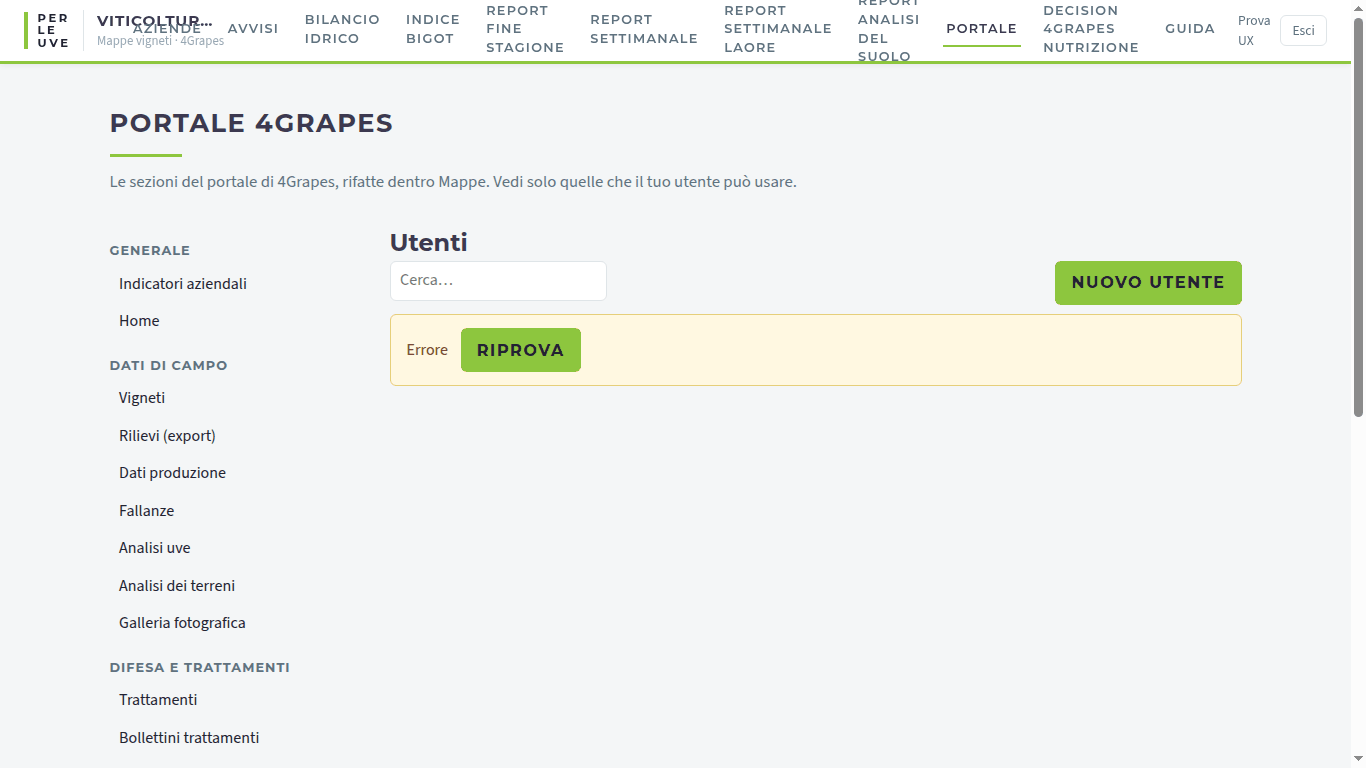 PER
LE
UVE
VITICOLTUR...
Mappe vigneti · 4Grapes
AZIENDE
AVVISI
BILANCIO
IDRICO
INDICE
BIGOT
REPORT
FINE
STAGIONE
REPORT
SETTIMANALE
REPORT
SETTIMANALE
LAORE
REPORT
ANALISI
DEL
SUOLO
PORTALE
DECISION
4GRAPES
NUTRIZIONE
GUIDA
Prova
UX
Esci
PORTALE 4GRAPES
Le sezioni del portale di 4Grapes, rifatte dentro Mappe. Vedi solo quelle che il tuo utente può usare.
GENERALE
Indicatori aziendali
Home
DATI DI CAMPO
Vigneti
Rilievi (export)
Dati produzione
Fallanze
Analisi uve
Analisi dei terreni
Galleria fotografica
DIFESA E TRATTAMENTI
Trattamenti
Bollettini trattamenti
Utenti
Cerca...
NUOVO UTENTE
Errore
RIPROVA